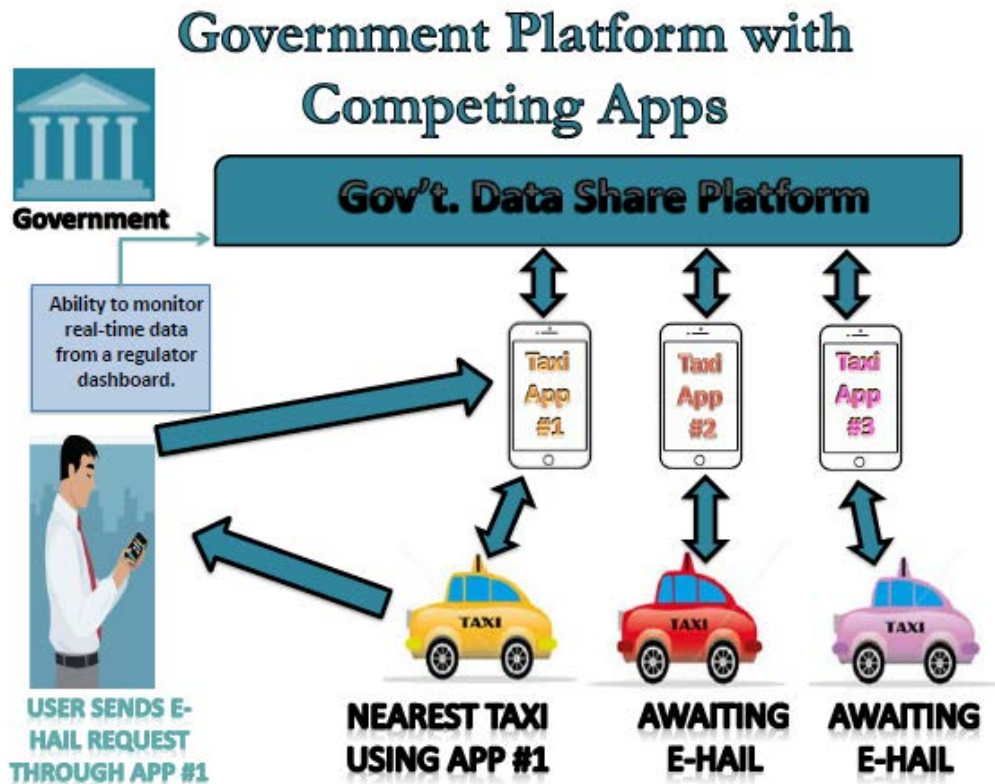 Government Platform with
Competing Apps
Government
Gov't. Data Share Platform
Ability to monitor
real-time data
from a regulator
dashboard.
Taxi
App
#1
Taxi
App
#2
Taxi
App
#3
TAXI
TAXI
TAXI
USER SENDS E-
HAIL REQUEST
THROUGH APP #1
NEAREST TAXI
USING APP #1
AWAITING
E-HAIL
AWAITING
E-HAIL